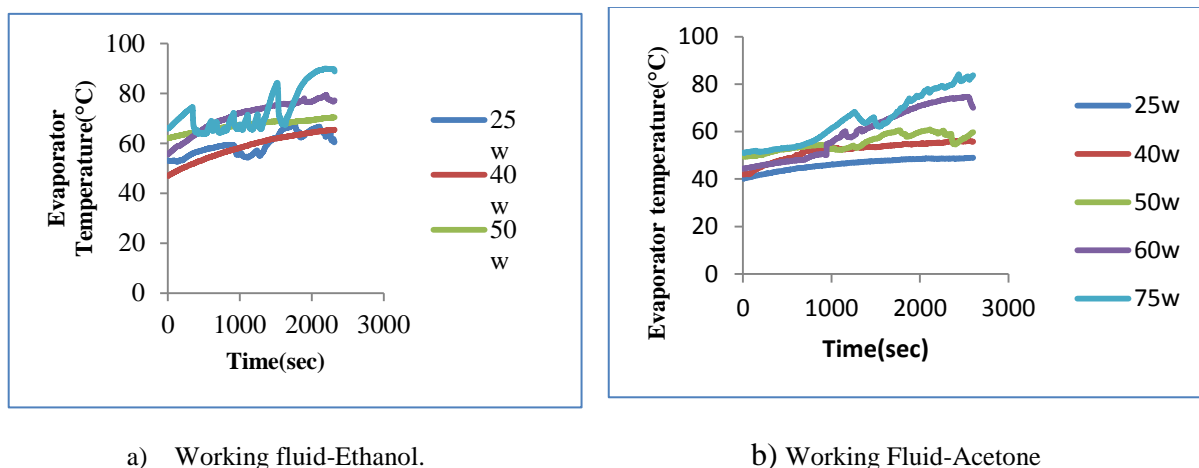 100
80
60
40
20
0
0 1000 2000 3000
Evaporator
Temperature(°C)
Time(sec)
25
w
40
w
50
w
100
80
60
40
20
0
0 1000 2000 3000
Evaporator temperature(°C)
Time(sec)
25w
40w
50w
60w
75w
a) Working fluid-Ethanol.
b) Working Fluid-Acetone